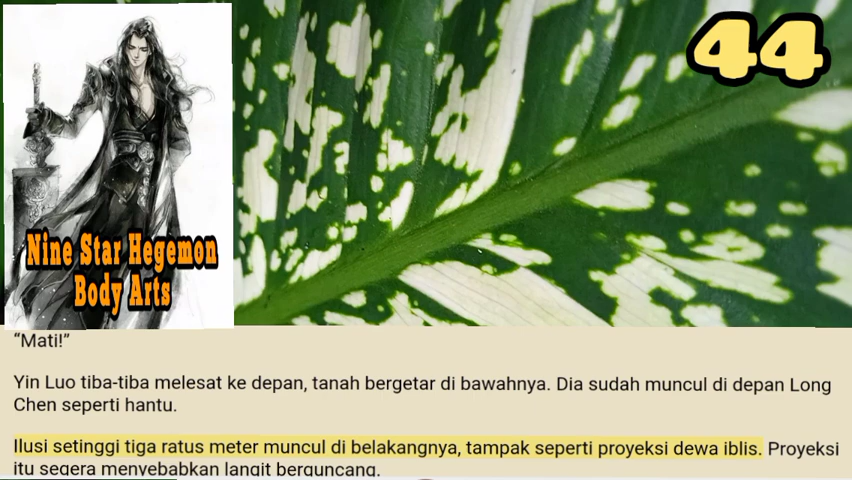 44
Nine Star Hegemon
Body Arts
“Mati!”
Yin Luo tiba-tiba melesat ke depan, tanah bergetar di bawahnya. Dia sudah muncul di depan Long
Chen seperti hantu.
Ilusi setinggi tiga ratus meter muncul di belakangnya, tampak seperti proyeksi dewa iblis. Proyeksi
itu segera menyebabkan langit berguncang.